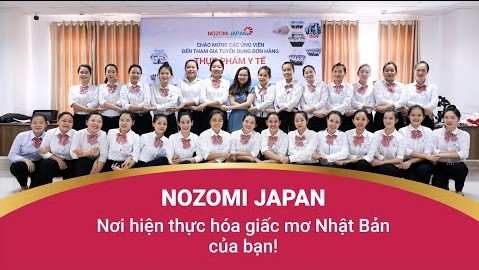 NOZOMI JAPAN
CHÀO MỪNG CÁC ỨNG VIÊN
ĐẾN THAM GIA TUYỂN DỤNG ĐƠN HÀNG
THỰC PHẨM Y TẾ
NOZOMI JAPAN
Nơi hiện thực hóa giấc mơ Nhật Bản
của bạn!